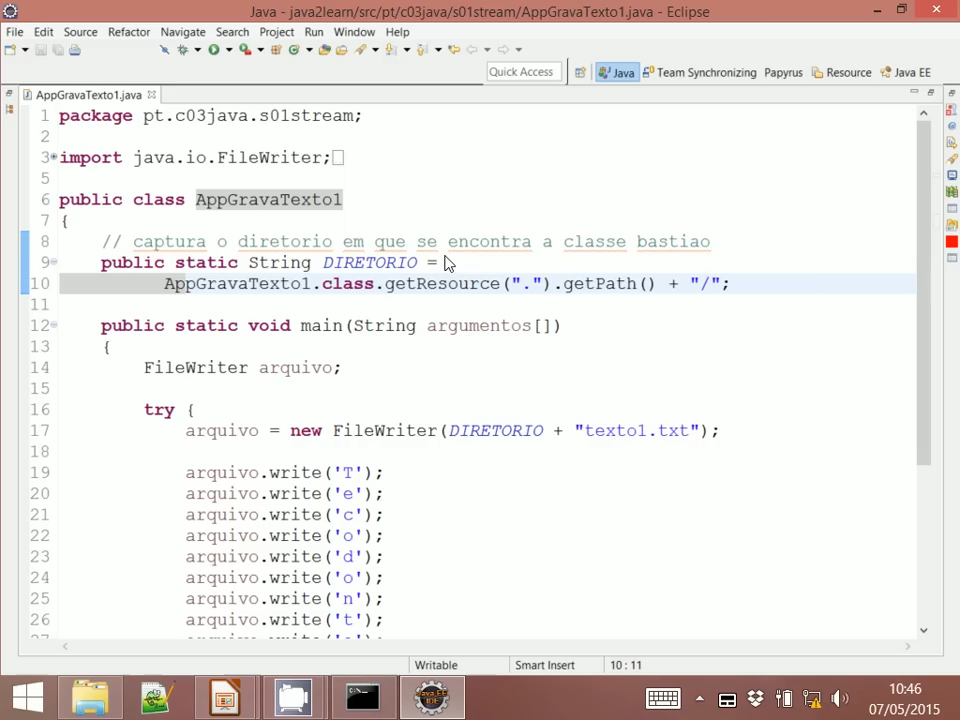 Java - java2learn/src/pt/c03java/s01stream/AppGravaTexto1.java - Eclipse
File Edit Source Refactor Navigate Search Project Run Window Help
Quick Access Java Team Synchronizing Papyrus Resource Java EE
AppGravaTexto1.java
1 package pt.c03java.s01stream;
2
3 import java.io.FileWriter;
5
6 public class AppGravaTexto1
7 {
8 // captura o diretorio em que se encontra a classe bastiao
9 public static String DIRETORIO =
10 AppGravaTexto1.class.getResource(".").getPath() + "/";
11
12 public static void main(String argumentos[])
13 {
14 FileWriter arquivo;
15
16 try {
17 arquivo = new FileWriter(DIRETORIO + "texto1.txt");
18
19 arquivo.write('T');
20 arquivo.write('e');
21 arquivo.write('c');
22 arquivo.write('o');
23 arquivo.write('d');
24 arquivo.write('o');
25 arquivo.write('n');
26 arquivo.write('t');
Writable Smart Insert 10 : 11
Java EE
IDE
10:46
07/05/2015